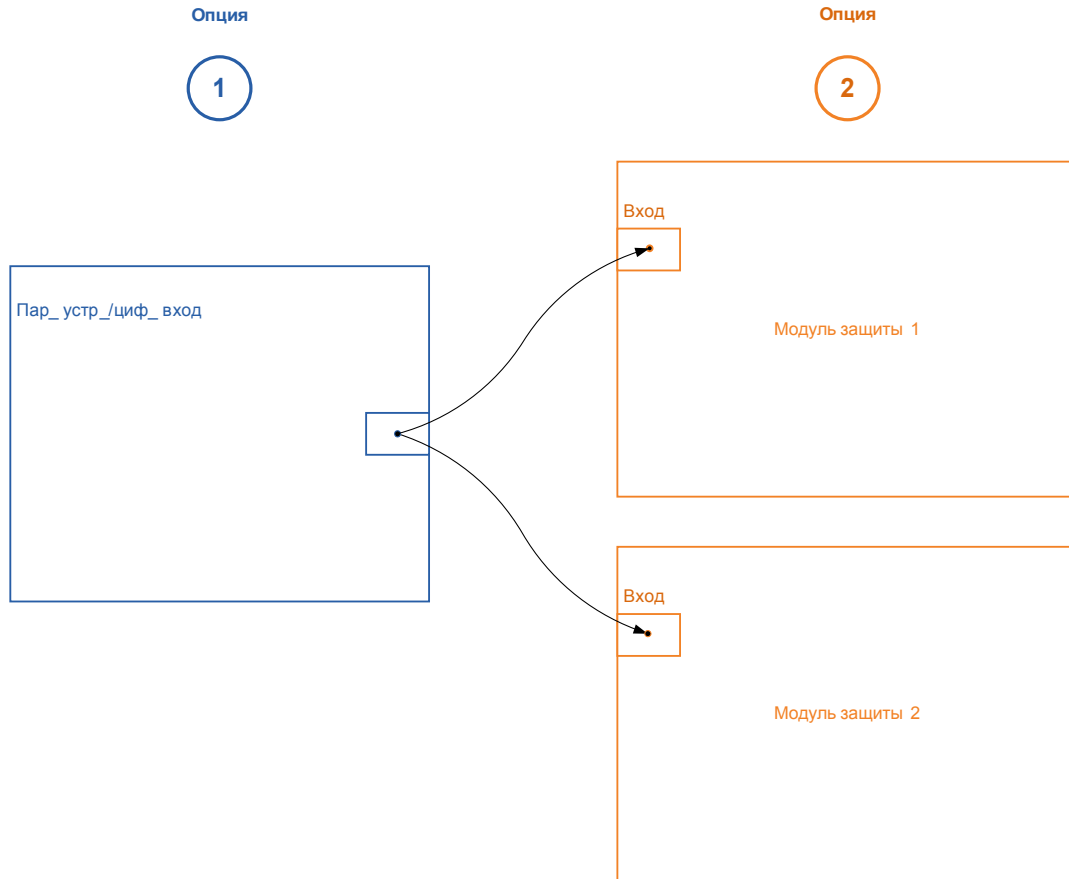 Опция
Опция
1
2
Вход
Пар_ устр_/циф_ вход
Модуль защиты 1
Вход
Модуль защиты 2